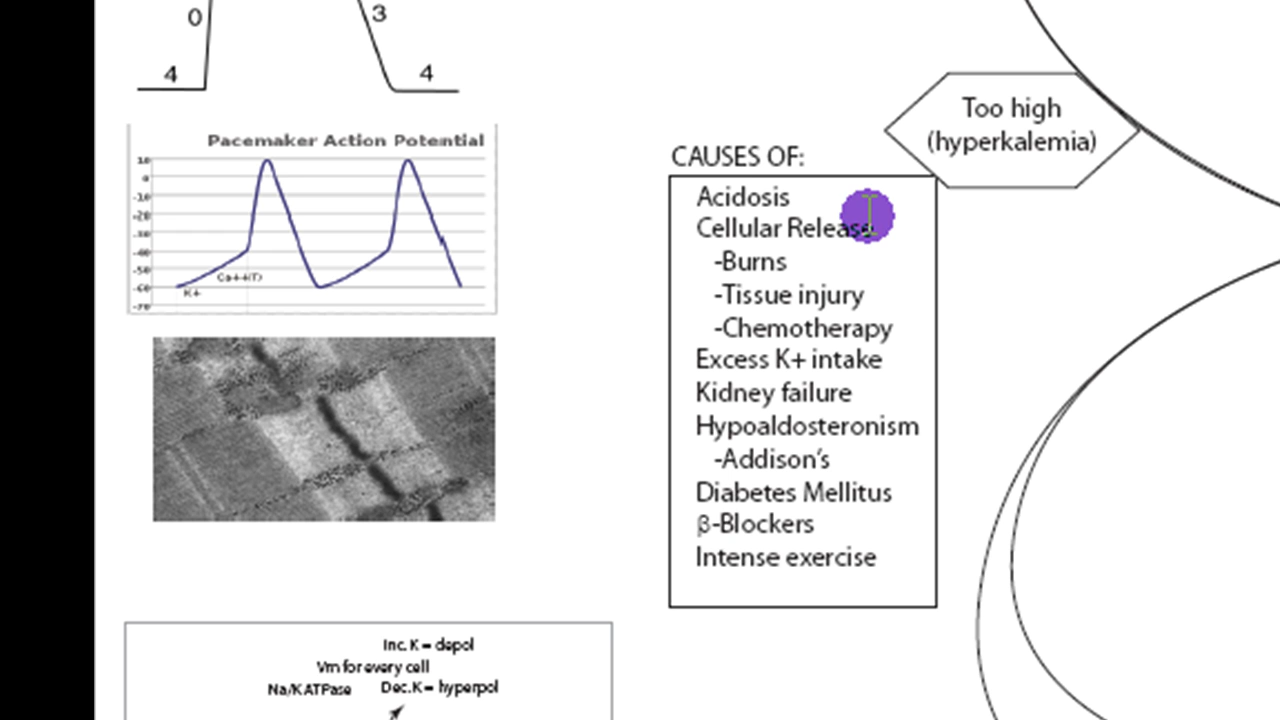 0
3
4
4
Pacemaker Action Potential
10
0
-10
-20
-30
-40
-50
-60
-70
Ca++(T)
K+
Too high
(hyperkalemia)
CAUSES OF:
Acidosis
Cellular Release
-Burns
-Tissue injury
-Chemotherapy
Excess K+ intake
Kidney failure
Hypoaldosteronism
-Addison's
Diabetes Mellitus
β-Blockers
Intense exercise
Inc. K = depol
Vm for every cell
Na/KATPase Dec. K = hyperpol